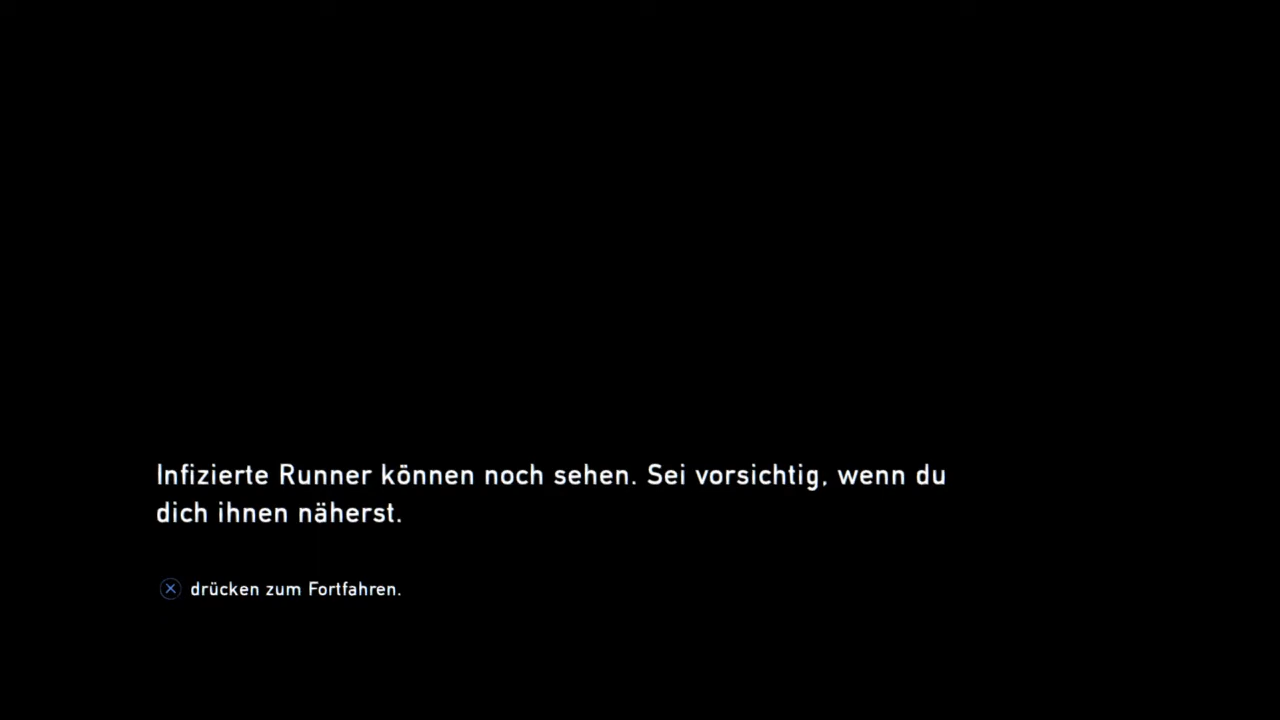 Infizierte Runner können noch sehen. Sei vorsichtig, wenn du
dich ihnen näherst.
drücken zum Fortfahren.